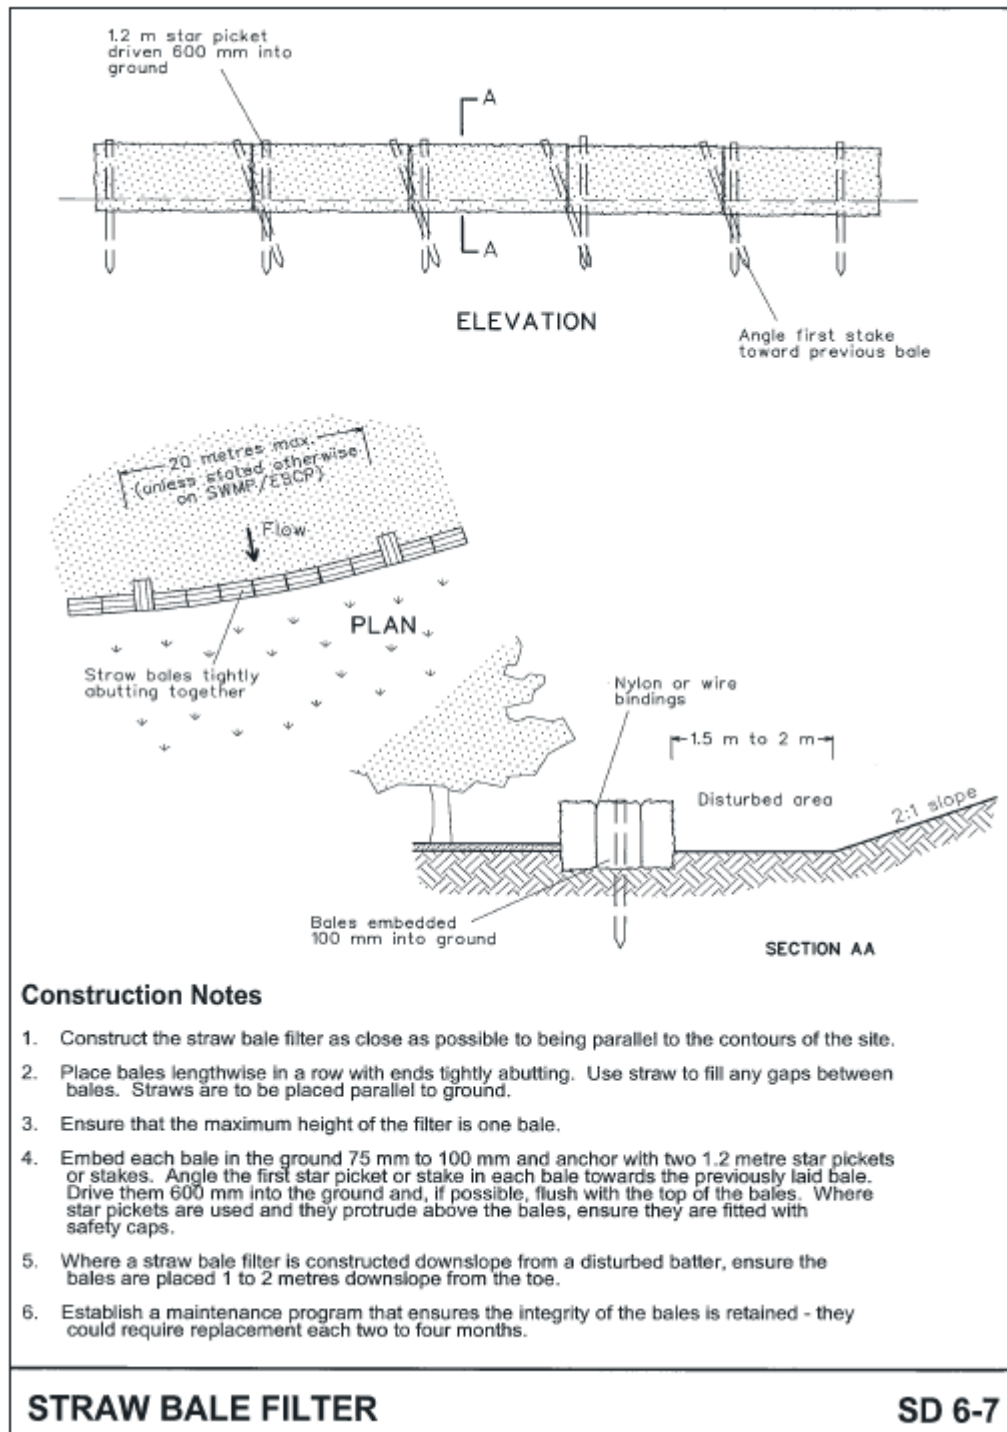 1.2 m star picket
driven 600 mm into
ground
A
A
ELEVATION
Angle first stake
toward previous bale
20 metres max.
(unless stated otherwise
on SWMP/ESCP)
Flow
PLAN
Straw bales tightly
abutting together
Nylon or wire
bindings
1.5 m to 2 m
Disturbed area
2:1 slope
Bales embedded
100 mm into ground
SECTION AA
Construction Notes
1. Construct the straw bale filter as close as possible to being parallel to the contours of the site.
2. Place bales lengthwise in a row with ends tightly abutting. Use straw to fill any gaps between
bales. Straws are to be placed parallel to ground.
3. Ensure that the maximum height of the filter is one bale.
4. Embed each bale in the ground 75 mm to 100 mm and anchor with two 1.2 metre star pickets
or stakes. Angle the first star picket or stake in each bale towards the previously laid bale.
Drive them 600 mm into the ground and, if possible, flush with the top of the bales. Where
star pickets are used and they protrude above the bales, ensure they are fitted with
safety caps.
5. Where a straw bale filter is constructed downslope from a disturbed batter, ensure the
bales are placed 1 to 2 metres downslope from the toe.
6. Establish a maintenance program that ensures the integrity of the bales is retained - they
could require replacement each two to four months.
STRAW BALE FILTER
SD 6-7